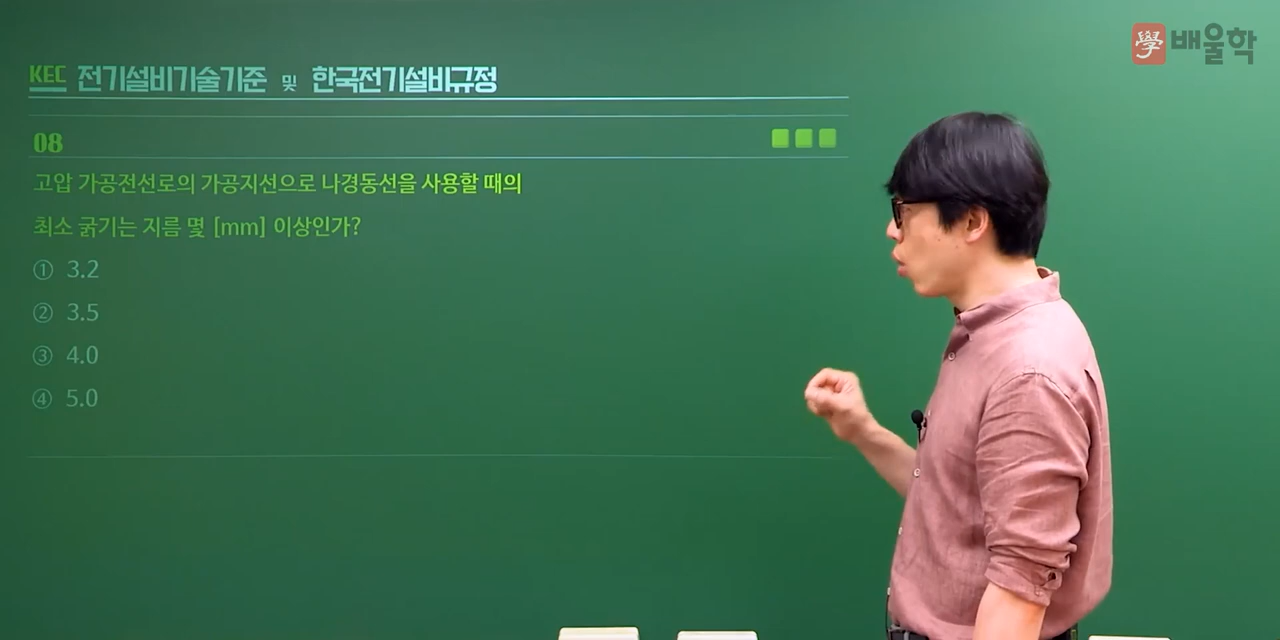 學 배울학
KEC 전기설비기술기준 및 한국전기설비규정
08
고압 가공전선로의 가공지선으로 나경동선을 사용할 때의
최소 굵기는 지름 몇 [mm] 이상인가?
① 3.2
② 3.5
③ 4.0
④ 5.0